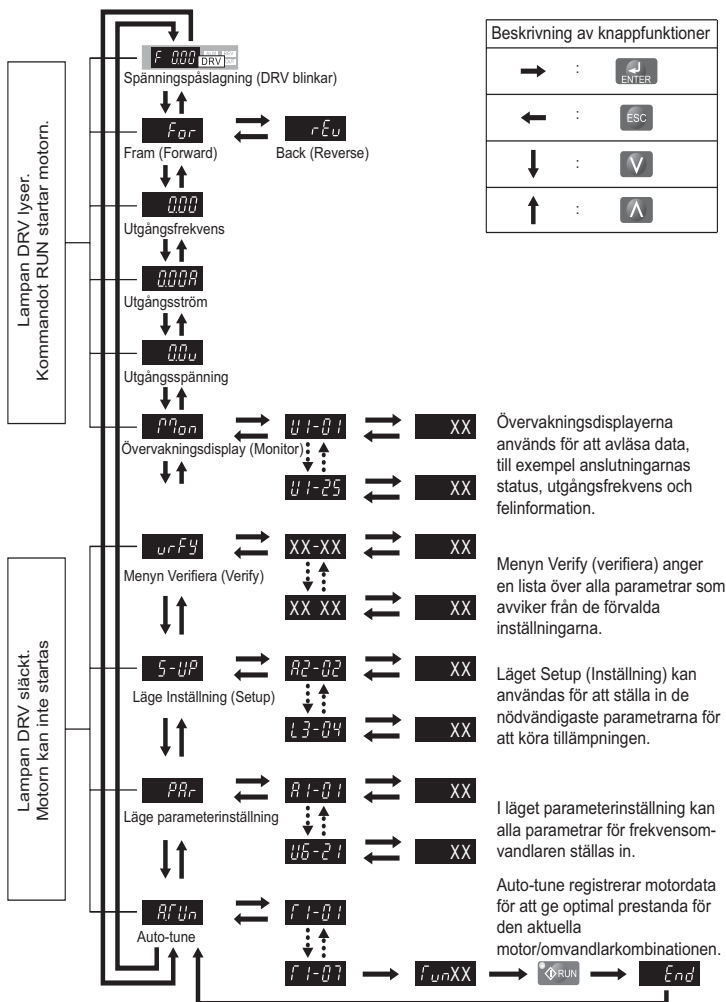 Beskrivning av knappfunktioner
: ENTER
: ESC
: V
: Λ
Lampan DRV lyser.
Kommandot RUN startar motorn.
F 0.00 DRV
Spänningspåslagning (DRV blinkar)
For rEv
Fram (Forward) Back (Reverse)
0.00
Utgångsfrekvens
0.00A
Utgångsström
0.0v
Utgångsspänning
Mon U1-01 XX
Övervakningsdisplay (Monitor)
U1-25 XX
Övervakningsdisplayerna
används för att avläsa data,
till exempel anslutningarnas
status, utgångsfrekvens och
felinformation.
Lampan DRV släckt.
Motorn kan inte startas
vrFY XX-XX XX
Menyn Verifiera (Verify)
XX XX XX
Menyn Verify (verifiera) anger
en lista över alla parametrar som
avviker från de förvalda
inställningarna.
S-UP A2-02 XX
Läge Inställning (Setup)
L3-04 XX
Läget Setup (Inställning) kan
användas för att ställa in de
nödvändigaste parametrarna för
att köra tillämpningen.
PAr A1-01 XX
Läge parameterinställning
U6-21 XX
I läget parameterinställning kan
alla parametrar för frekvensom-
vandlaren ställas in.
ATUn T1-01
Auto-tune
T1-07 TunXX RUN End
Auto-tune registrerar motordata
för att ge optimal prestanda för
den aktuella
motor/omvandlarkombinationen.